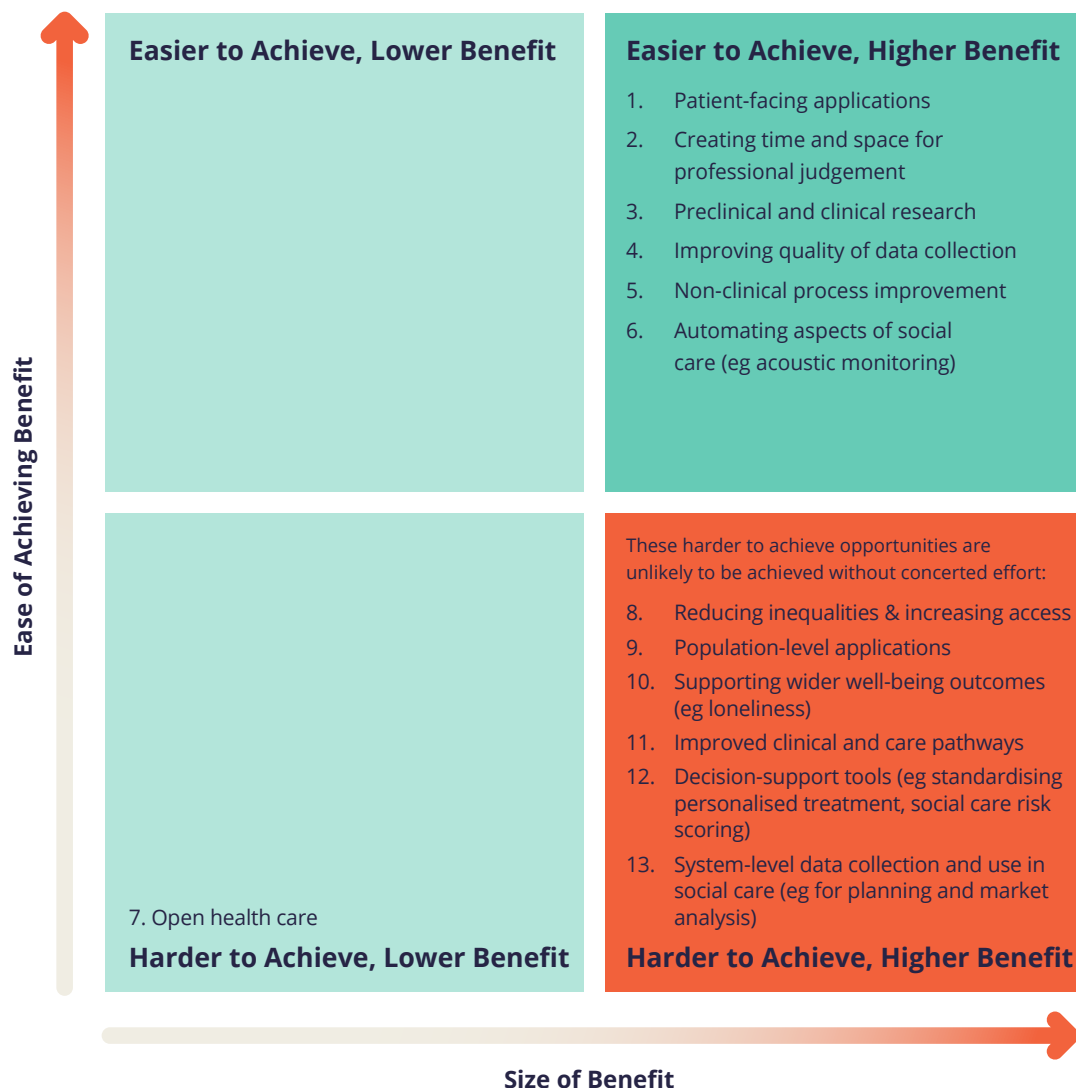 Easier to Achieve, Lower Benefit
Easier to Achieve, Higher Benefit
1. Patient-facing applications
2. Creating time and space for
professional judgement
3. Preclinical and clinical research
4. Improving quality of data collection
5. Non-clinical process improvement
6. Automating aspects of social
care (eg acoustic monitoring)
Ease of Achieving Benefit
7. Open health care
Harder to Achieve, Lower Benefit
These harder to achieve opportunities are
unlikely to be achieved without concerted effort:
8. Reducing inequalities & increasing access
9. Population-level applications
10. Supporting wider well-being outcomes
(eg loneliness)
11. Improved clinical and care pathways
12. Decision-support tools (eg standardising
personalised treatment, social care risk
scoring)
13. System-level data collection and use in
social care (eg for planning and market
analysis)
Harder to Achieve, Higher Benefit
Size of Benefit